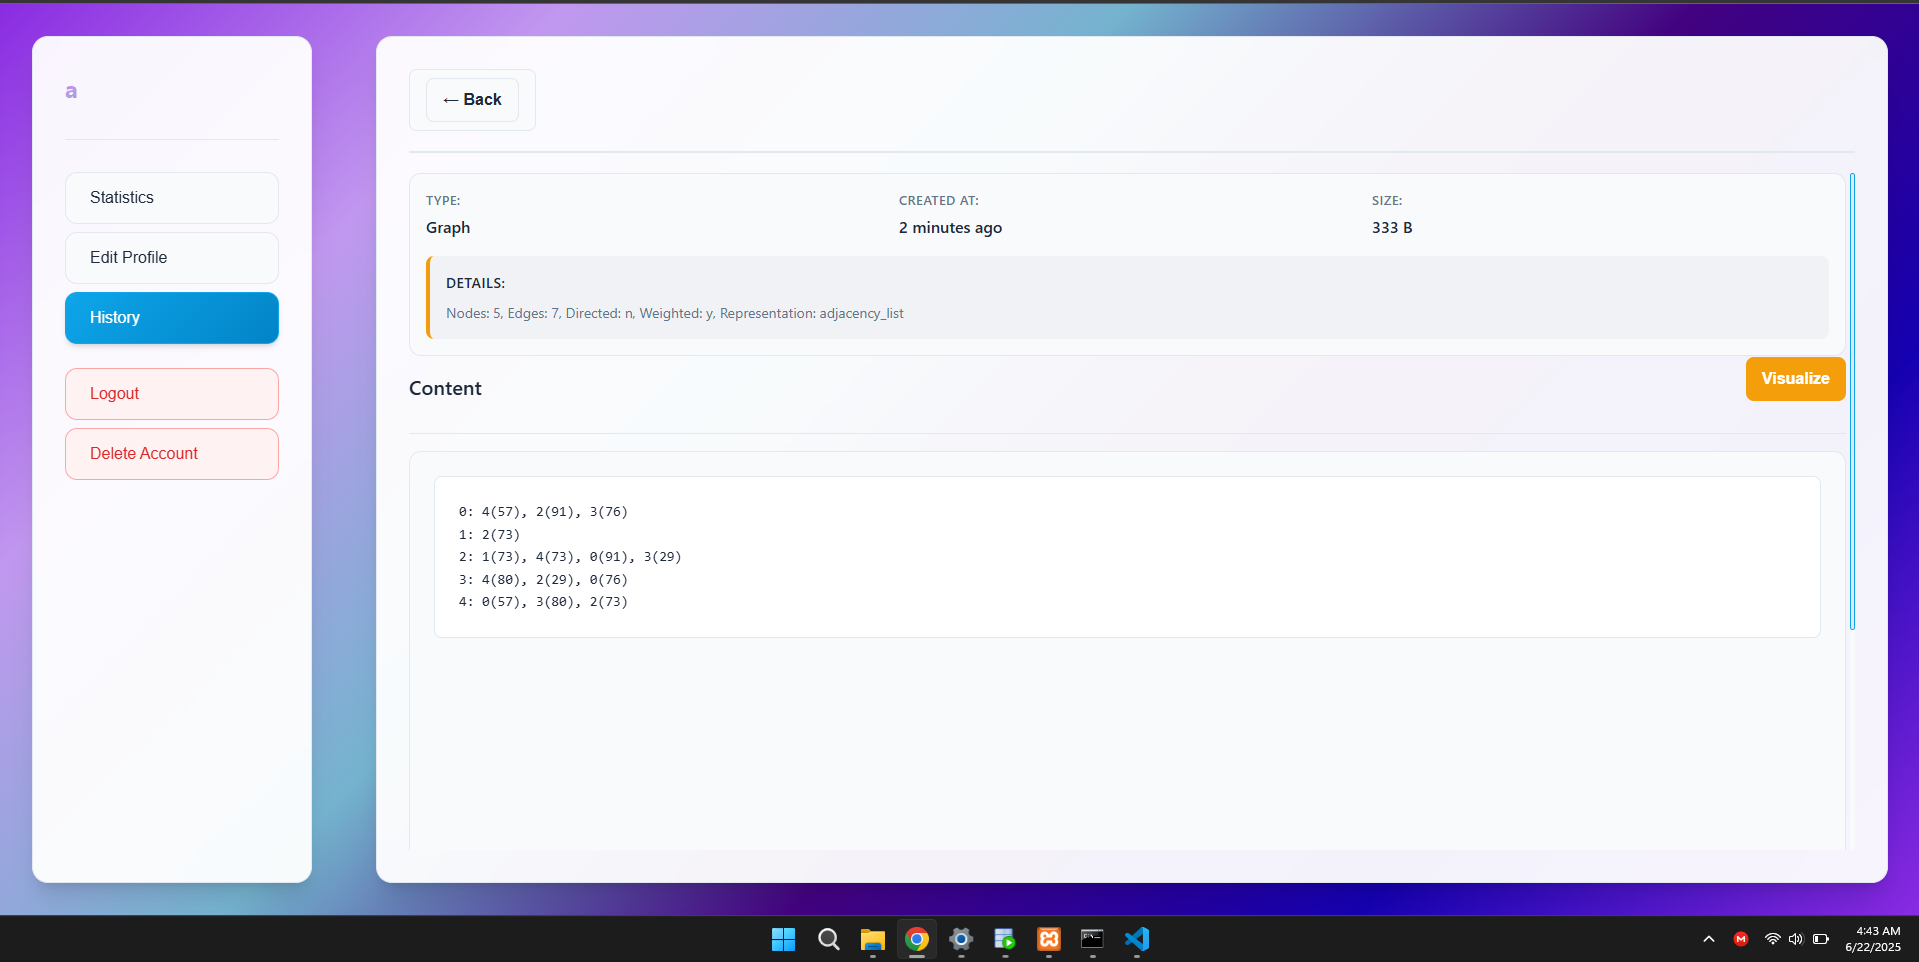 a
Statistics
Edit Profile
History
Logout
Delete Account
← Back
TYPE:
Graph
CREATED AT:
2 minutes ago
SIZE:
333 B
DETAILS:
Nodes: 5, Edges: 7, Directed: n, Weighted: y, Representation: adjacency_list
Content
Visualize
0: 4(57), 2(91), 3(76)
1: 2(73)
2: 1(73), 4(73), 0(91), 3(29)
3: 4(80), 2(29), 0(76)
4: 0(57), 3(80), 2(73)
M
4:43 AM
6/22/2025